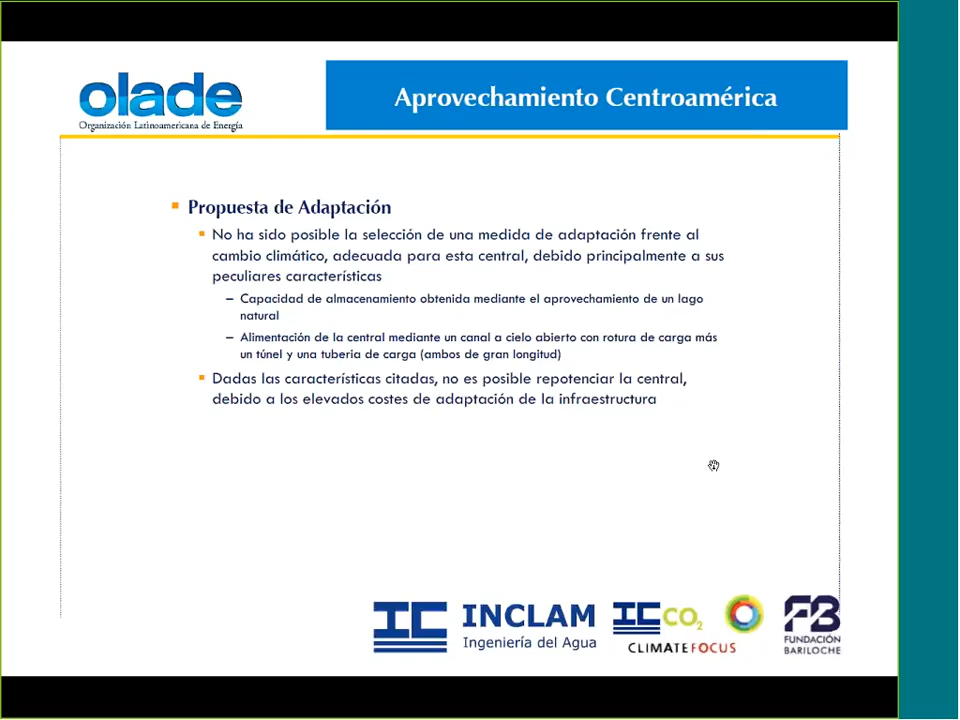 olade
Organización Latinoamericana de Energía
Aprovechamiento Centroamérica
Propuesta de Adaptación
No ha sido posible la selección de una medida de adaptación frente al
cambio climático, adecuada para esta central, debido principalmente a sus
peculiares características
– Capacidad de almacenamiento obtenida mediante el aprovechamiento de un lago
natural
– Alimentación de la central mediante un canal a cielo abierto con rotura de carga más
un túnel y una tuberia de carga (ambos de gran longitud)
Dadas las características citadas, no es posible repotenciar la central,
debido a los elevados costes de adaptación de la infraestructura
IC INCLAM
Ingeniería del Agua
IC CO2
CLIMATEFOCUS
FB
FUNDACIÓN
BARILOCHE